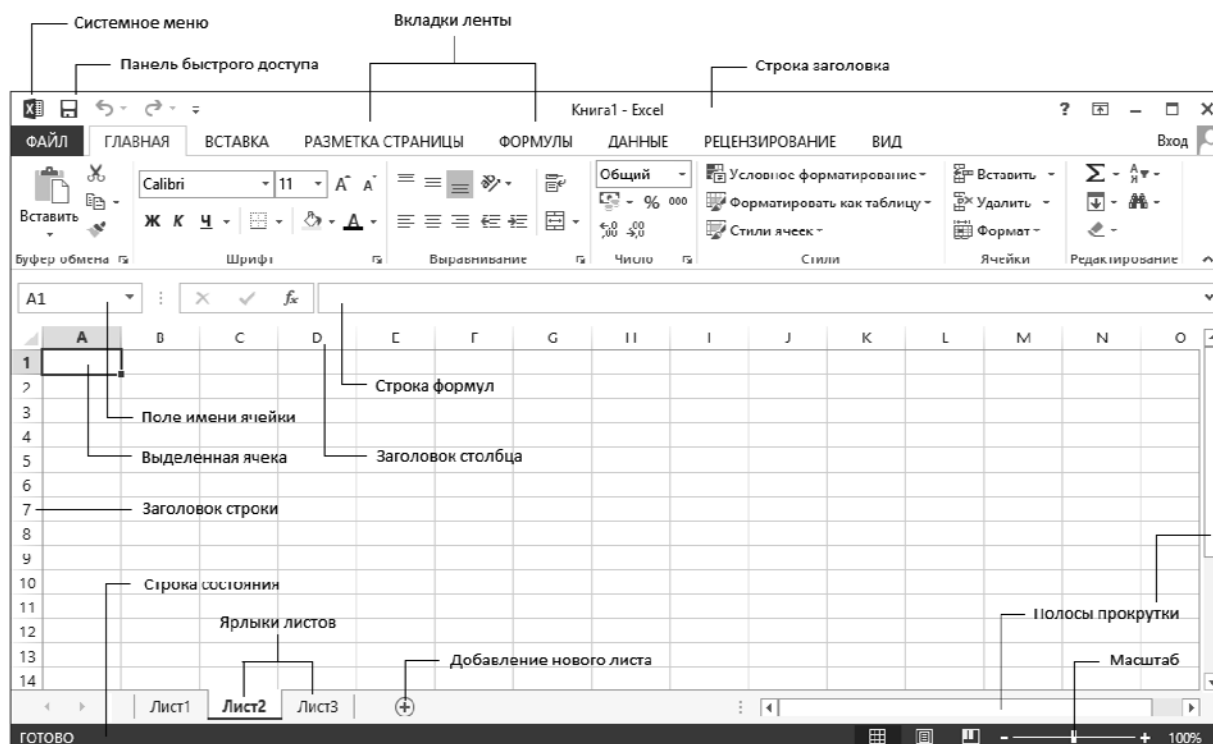 Системное меню
Вкладки ленты
Панель быстрого доступа
Строка заголовка
Книга1 - Excel
?
ФАЙЛ ГЛАВНАЯ ВСТАВКА РАЗМЕТКА СТРАНИЦЫ ФОРМУЛЫ ДАННЫЕ РЕЦЕНЗИРОВАНИЕ ВИД Вход
Вставить
Calibri 11 А А
Ж К Ч А
Общий
% 000
Условное форматирование
Форматировать как таблицу
Стили ячеек
Вставить
Удалить
Формат
Σ
Буфер обмена Шрифт Выравнивание Число Стили Ячейки Редактирование
A1 fx
A B C D E F G H I J K L M N O
1
2 Строка формул
3 Поле имени ячейки
4
5 Выделенная ячека Заголовок столбца
6
7 Заголовок строки
8
9
10 Строка состояния
11 Полосы прокрутки
12 Ярлыки листов
13 Добавление нового листа Масштаб
14
Лист1 Лист2 Лист3
ГОТОВО 100%